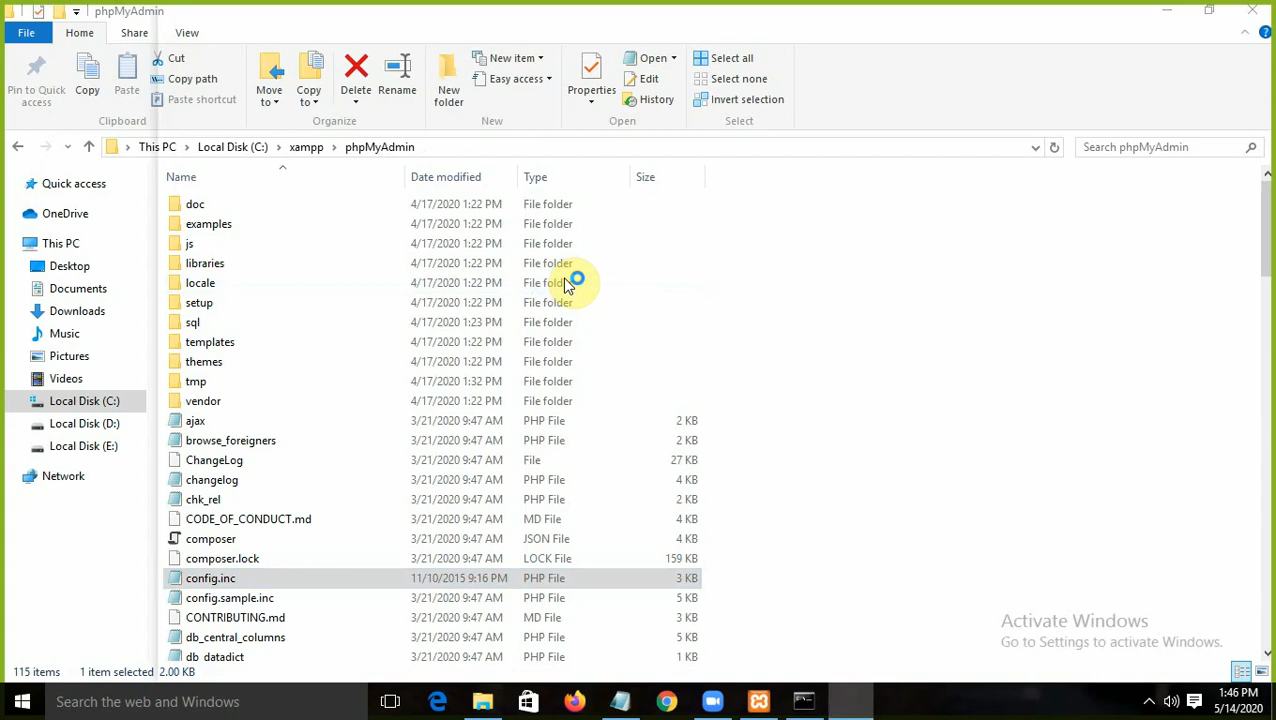 phpMyAdmin
File Home Share View
Pin to Quick access
Copy
Paste
Cut
Copy path
Paste shortcut
Clipboard
Move to
Copy to
Delete
Rename
Organize
New folder
New item
Easy access
New
Properties
Open
Edit
History
Open
Select all
Select none
Invert selection
Select
This PC Local Disk (C:) xampp phpMyAdmin
Search phpMyAdmin
Quick access
OneDrive
This PC
Desktop
Documents
Downloads
Music
Pictures
Videos
Local Disk (C:)
Local Disk (D:)
Local Disk (E:)
Network
Name Date modified Type Size
doc 4/17/2020 1:22 PM File folder
examples 4/17/2020 1:22 PM File folder
js 4/17/2020 1:22 PM File folder
libraries 4/17/2020 1:22 PM File folder
locale 4/17/2020 1:22 PM File
setup 4/17/2020 1:22 PM File folder
sql 4/17/2020 1:23 PM File folder
templates 4/17/2020 1:22 PM File folder
themes 4/17/2020 1:22 PM File folder
tmp 4/17/2020 1:32 PM File folder
vendor 4/17/2020 1:22 PM File folder
ajax 3/21/2020 9:47 AM PHP File 2 KB
browse_foreigners 3/21/2020 9:47 AM PHP File 2 KB
ChangeLog 3/21/2020 9:47 AM File 27 KB
changelog 3/21/2020 9:47 AM PHP File 4 KB
chk_rel 3/21/2020 9:47 AM PHP File 2 KB
CODE_OF_CONDUCT.md 3/21/2020 9:47 AM MD File 4 KB
composer 3/21/2020 9:47 AM JSON File 4 KB
composer.lock 3/21/2020 9:47 AM LOCK File 159 KB
config.inc 11/10/2015 9:16 PM PHP File 3 KB
config.sample.inc 3/21/2020 9:47 AM PHP File 5 KB
CONTRIBUTING.md 3/21/2020 9:47 AM MD File 3 KB
db_central_columns 3/21/2020 9:47 AM PHP File 5 KB
db_datadict 3/21/2020 9:47 AM PHP File 1 KB
Activate Windows
Go to Settings to activate Windows.
115 items 1 item selected 2.00 KB
Search the web and Windows
1:46 PM
5/14/2020